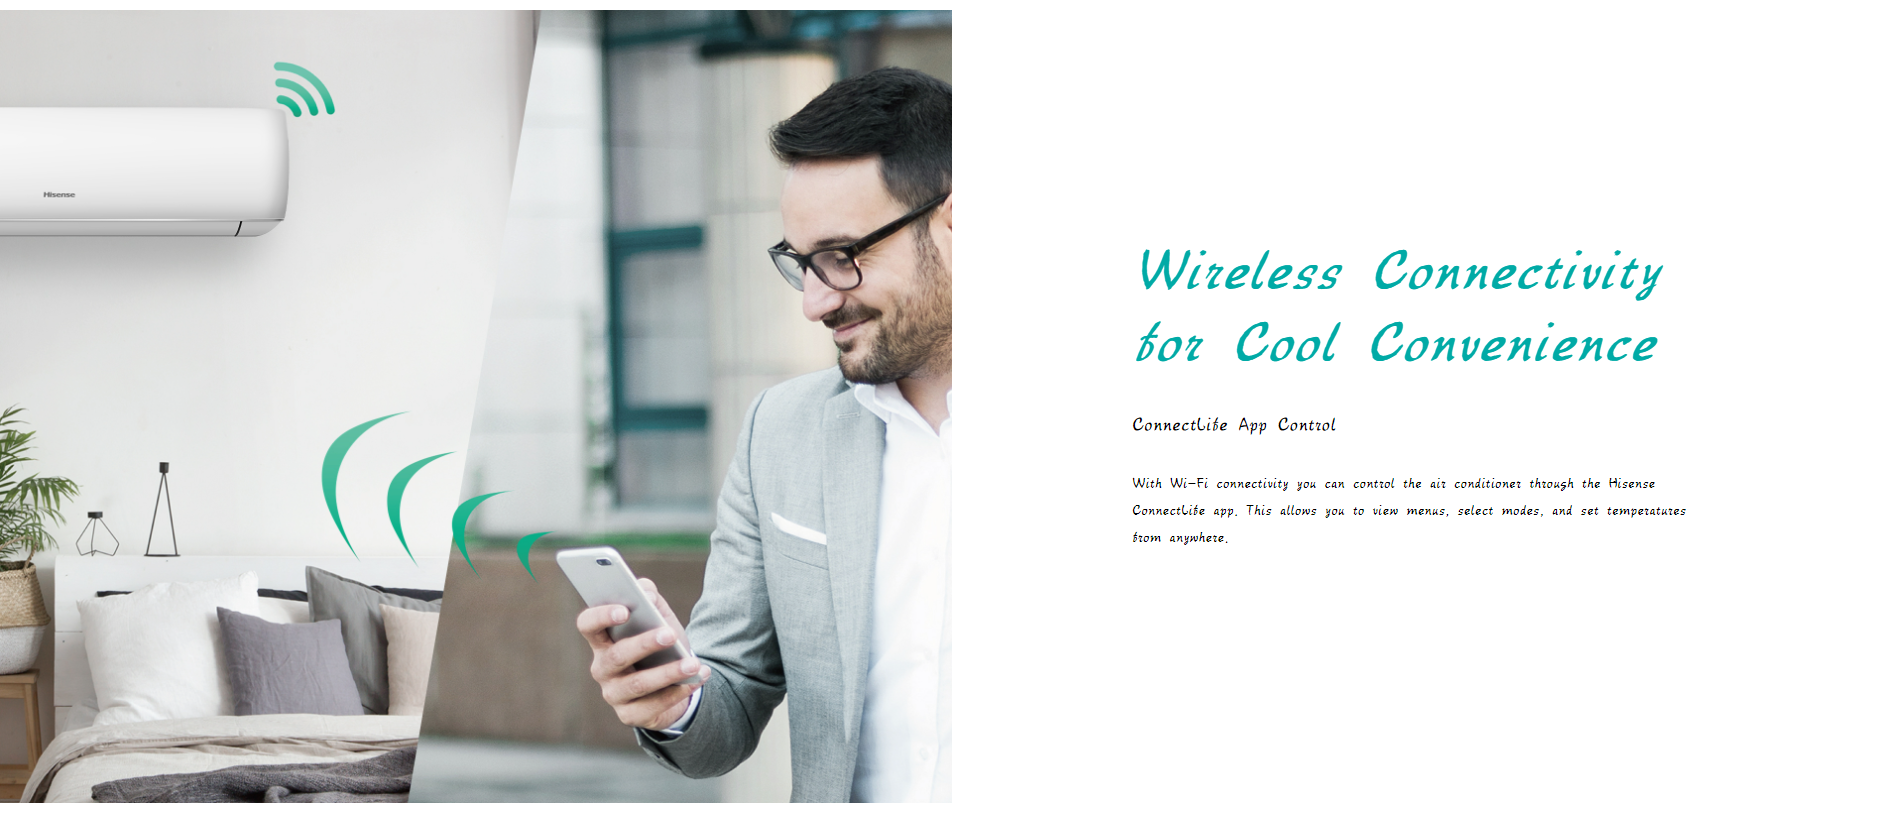 Hisense
Wireless Connectivity
for Cool Convenience
ConnectLife App Control
With Wi-Fi connectivity you can control the air conditioner through the Hisense
ConnectLife app. This allows you to view menus, select modes, and set temperatures
from anywhere.